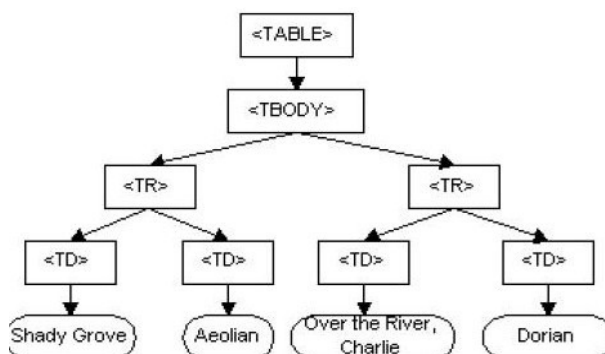 <TABLE>
<TBODY>
<TR>
<TR>
<TD>
<TD>
<TD>
<TD>
Shady Grove
Aeolian
Over the River,
Charlie
Dorian